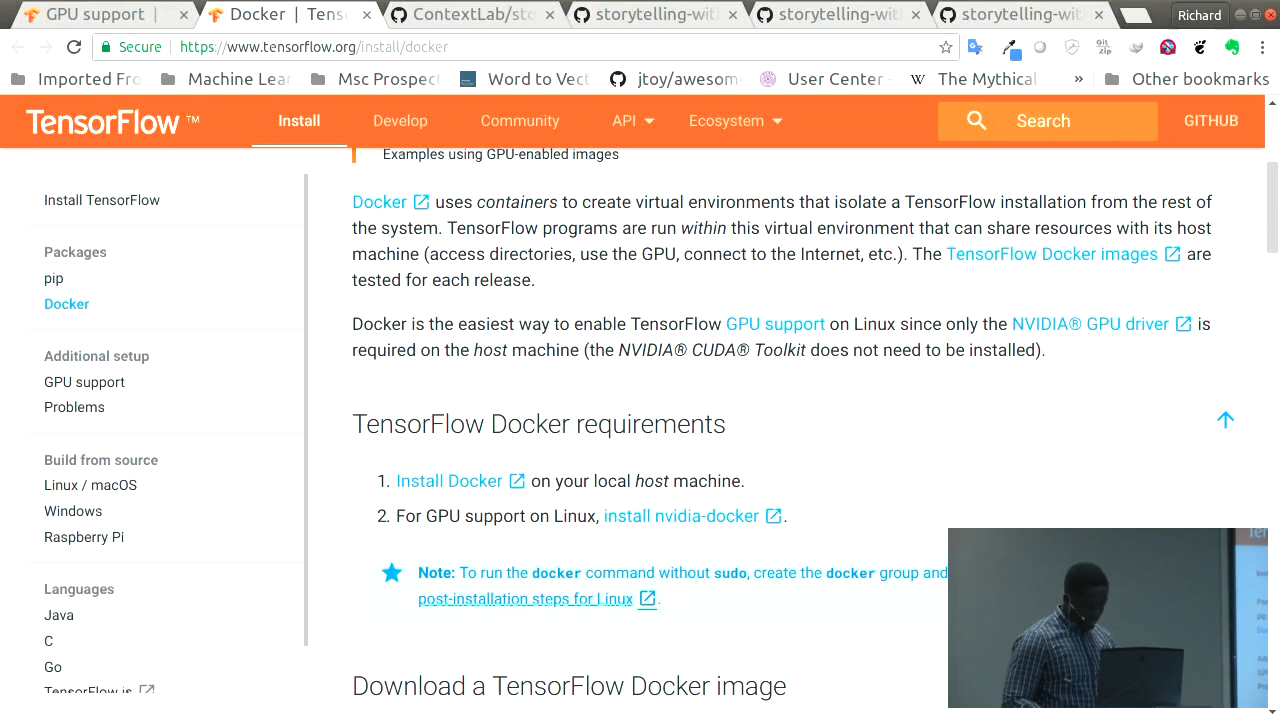 GPU support |
Docker | Tens
ContextLab/sto
storytelling-wit
storytelling-wit
storytelling-wit
Richard
Secure
https://www.tensorflow.org/install/docker
Imported Fro
Machine Lear
Msc Prospect
Word to Vect
jtoy/awesom
User Center -
The Mythical
»
Other bookmarks
TensorFlow ™
Install
Develop
Community
API
Ecosystem
Search
GITHUB
Examples using GPU-enabled images
Install TensorFlow
Packages
pip
Docker
Additional setup
GPU support
Problems
Build from source
Linux / macOS
Windows
Raspberry Pi
Languages
Java
C
Go
TensorFlow.js
Docker uses containers to create virtual environments that isolate a TensorFlow installation from the rest of
the system. TensorFlow programs are run within this virtual environment that can share resources with its host
machine (access directories, use the GPU, connect to the Internet, etc.). The TensorFlow Docker images are
tested for each release.
Docker is the easiest way to enable TensorFlow GPU support on Linux since only the NVIDIA® GPU driver is
required on the host machine (the NVIDIA® CUDA® Toolkit does not need to be installed).
TensorFlow Docker requirements
1. Install Docker on your local host machine.
2. For GPU support on Linux, install nvidia-docker.
Note: To run the docker command without sudo, create the docker group and
post-installation steps for Linux.
Download a TensorFlow Docker image